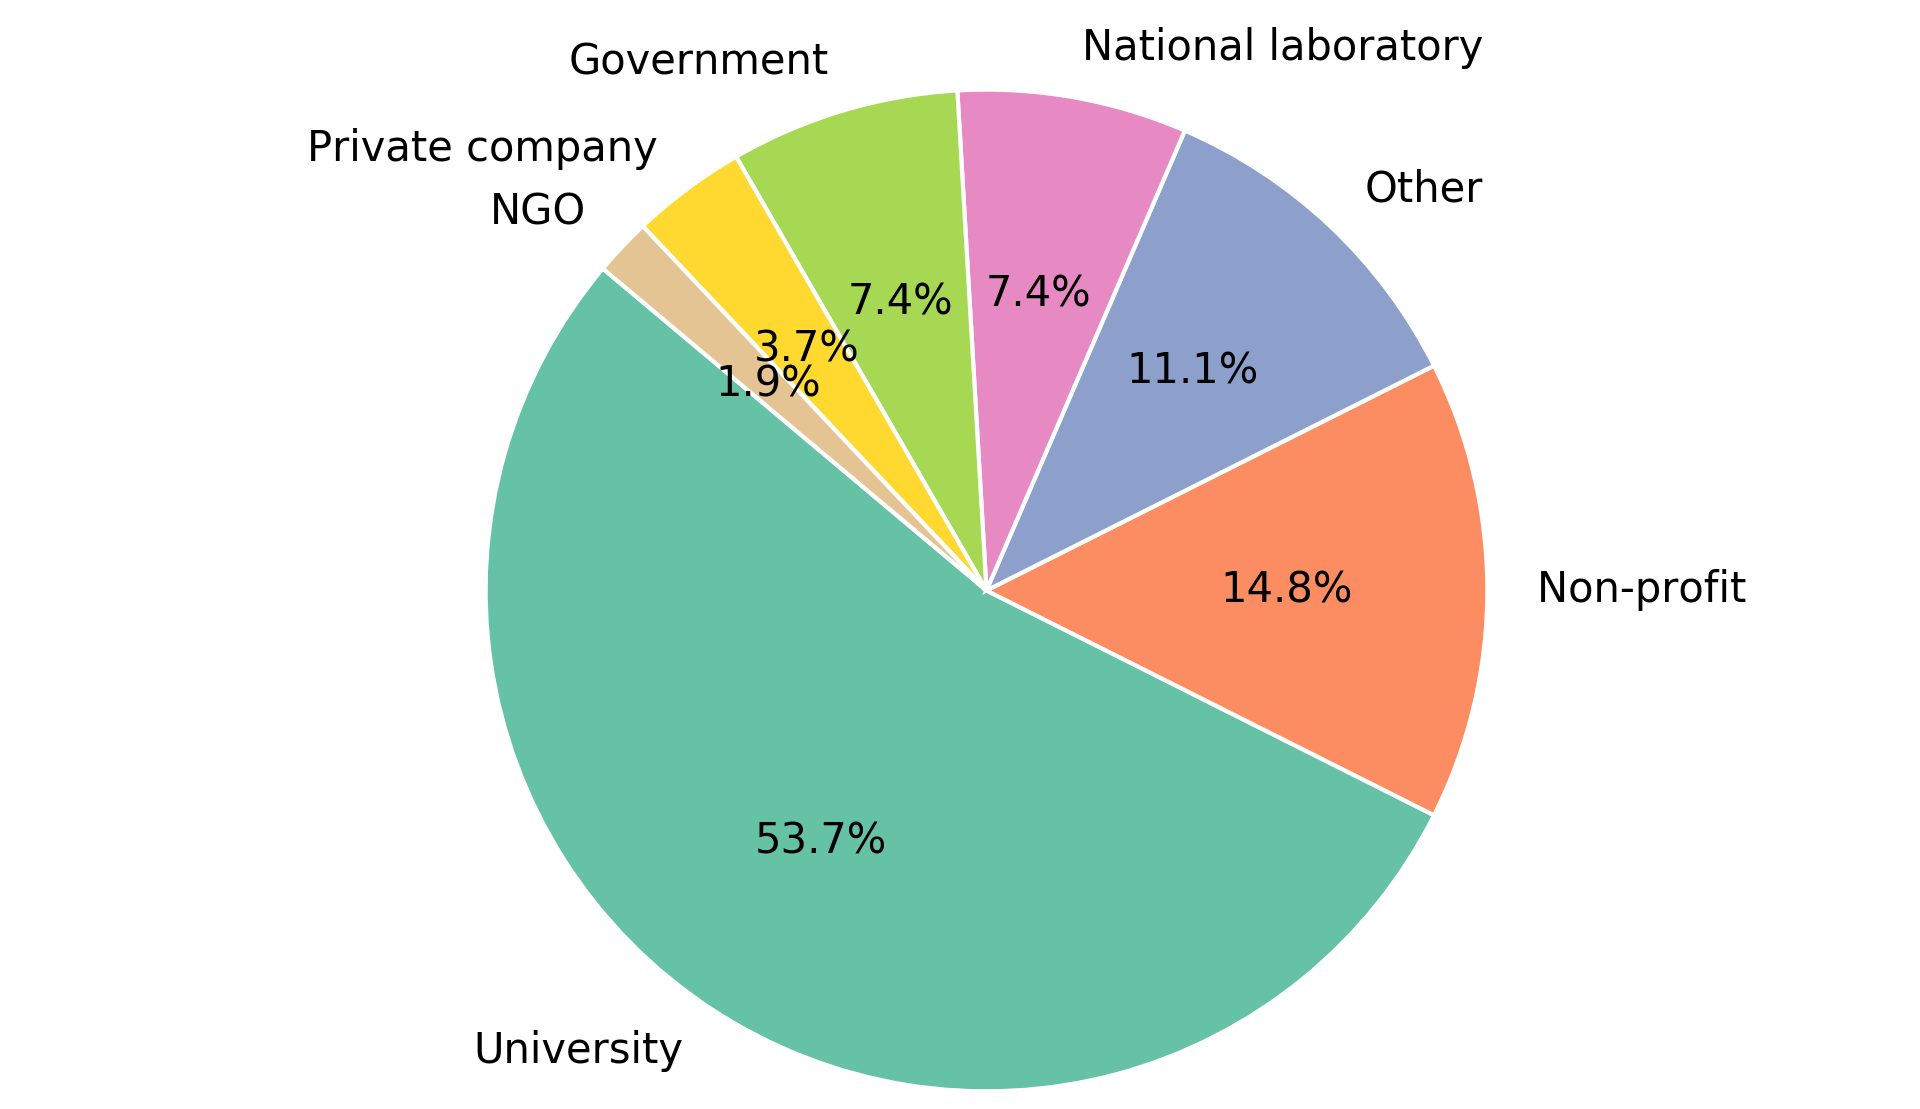 National laboratory
Government
Private company
Other
NGO
7.4%
7.4%
3.7%
11.1%
1.9%
14.8%
Non-profit
53.7%
University